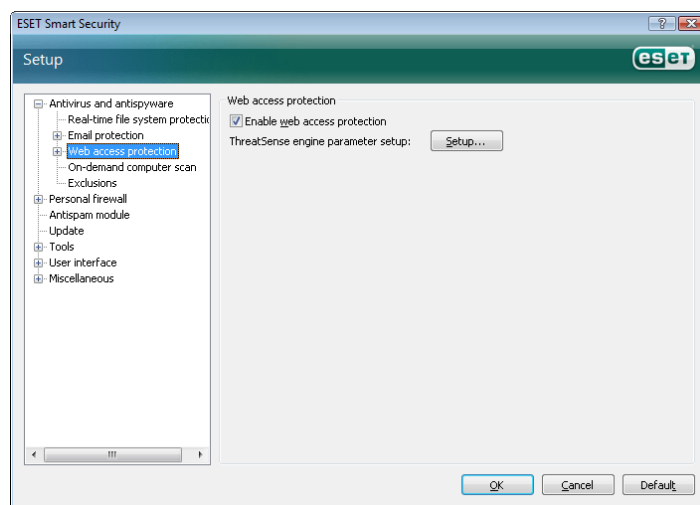 ESET Smart Security
Setup
eset
Antivirus and antispyware
Real-time file system protectic
Email protection
Web access protection
On-demand computer scan
Exclusions
Personal firewall
Antispam module
Update
Tools
User interface
Miscellaneous
Web access protection
Enable web access protection
ThreatSense engine parameter setup: Setup...
OK Cancel Default